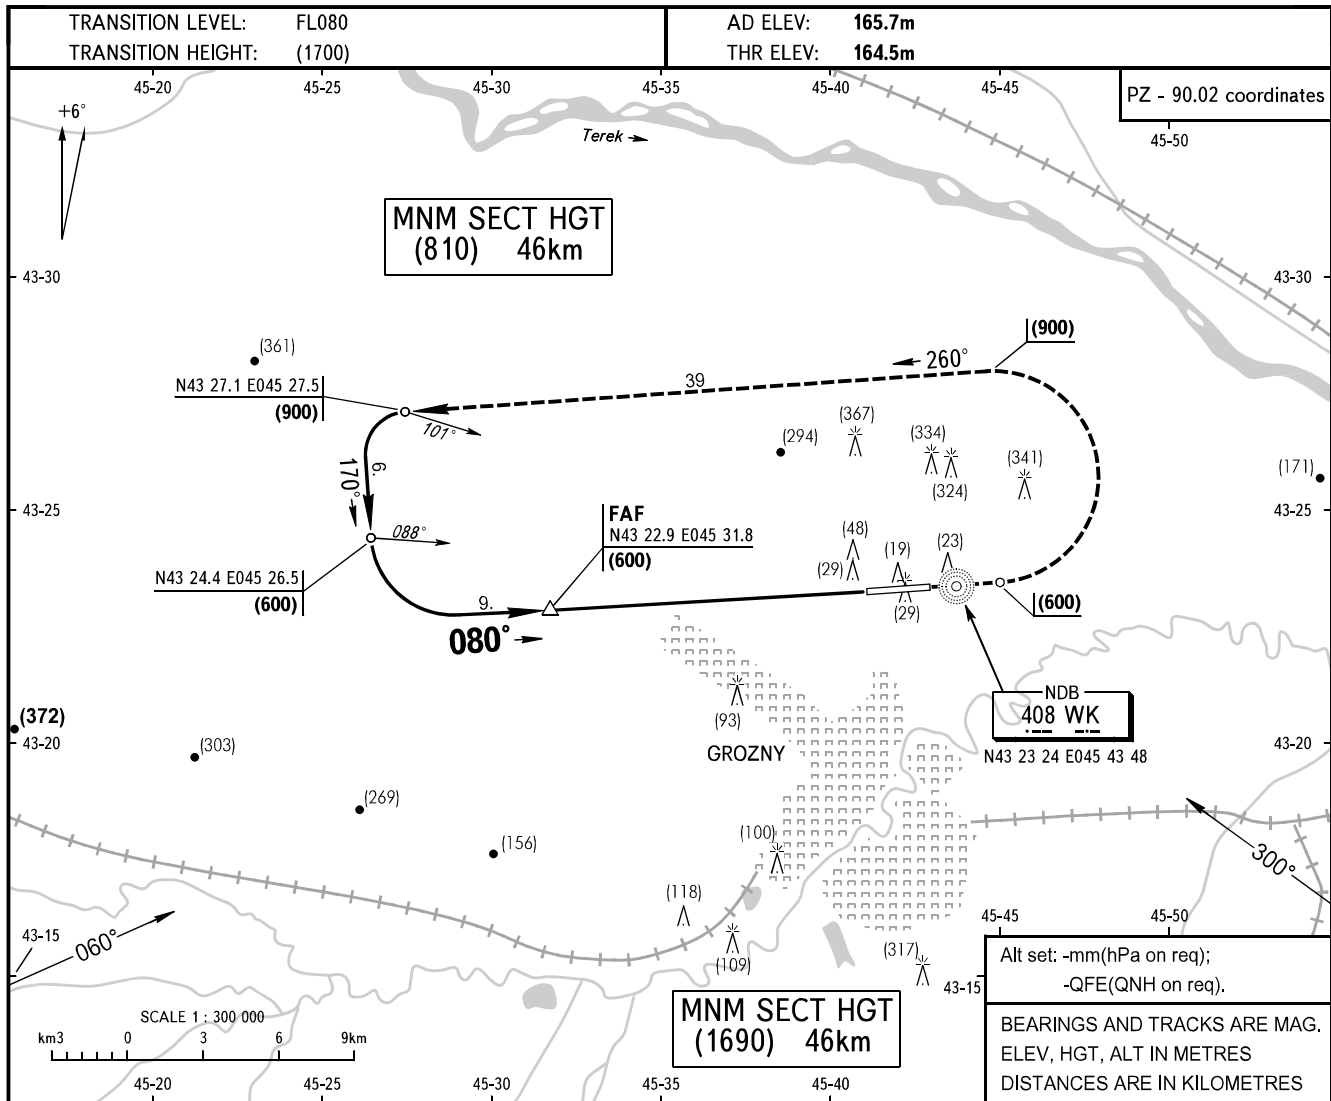 TRANSITION LEVEL: FL080
TRANSITION HEIGHT: (1700)
AD ELEV: 165.7m
THR ELEV: 164.5m
45-20
45-25
45-30
45-35
45-40
45-45
PZ - 90.02 coordinates
45-50
+6°
Terek
MNM SECT HGT
(810) 46km
43-30
43-30
(361)
(900)
260°
39
N43 27.1 E045 27.5
(900)
101°
(367)
(334)
(294)
(341)
(324)
(171)
6.
170°
43-25
43-25
FAF
N43 22.9 E045 31.8
(600)
088°
(48)
(19)
(23)
(29)
(29)
N43 24.4 E045 26.5
(600)
(600)
9.
080°
NDB
408 WK
N43 23 24 E045 43 48
(372)
(303)
(93)
GROZNY
43-20
43-20
(269)
(156)
(100)
300°
(118)
(109)
(317)
060°
43-15
43-15
45-45
45-50
Alt set: -mm(hPa on req);
-QFE(QNH on req).
MNM SECT HGT
(1690) 46km
SCALE 1 : 300 000
km3 0 3 6 9km
BEARINGS AND TRACKS ARE MAG.
ELEV, HGT, ALT IN METRES
DISTANCES ARE IN KILOMETRES
45-20
45-25
45-30
45-35
45-40